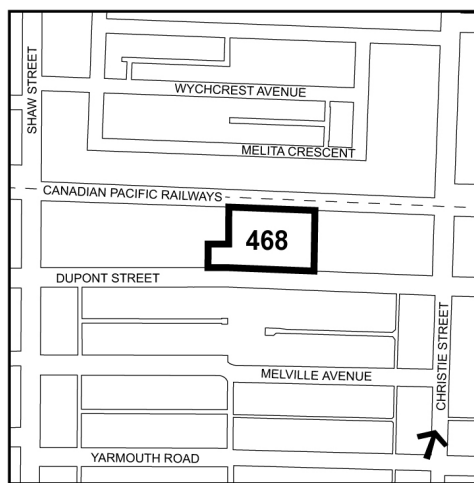 SHAW STREET
WYCHCREST AVENUE
MELITA CRESCENT
CANADIAN PACIFIC RAILWAYS
468
DUPONT STREET
CHRISTIE STREET
MELVILLE AVENUE
YARMOUTH ROAD